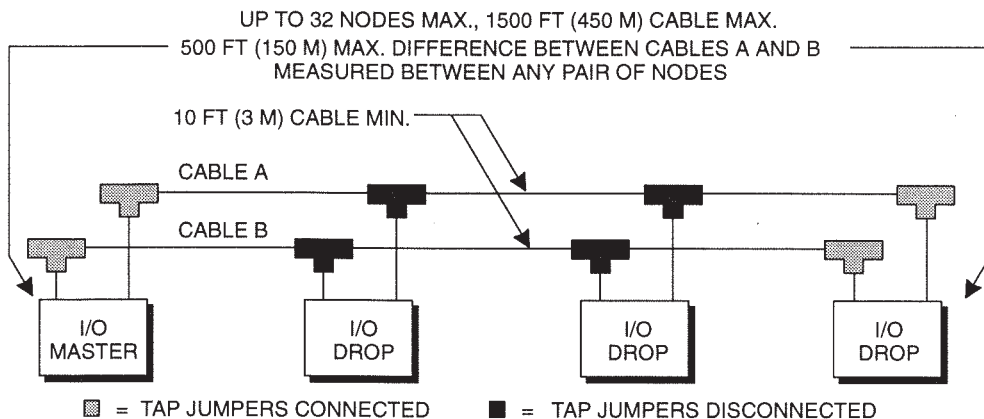 UP TO 32 NODES MAX., 1500 FT (450 M) CABLE MAX.
500 FT (150 M) MAX. DIFFERENCE BETWEEN CABLES A AND B
MEASURED BETWEEN ANY PAIR OF NODES
10 FT (3 M) CABLE MIN.
CABLE A
CABLE B
I/O
MASTER
I/O
DROP
I/O
DROP
I/O
DROP
= TAP JUMPERS CONNECTED
= TAP JUMPERS DISCONNECTED